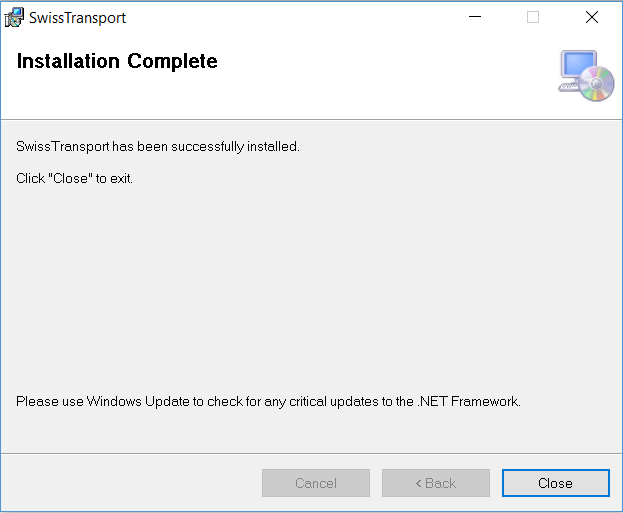 SwissTransport
Installation Complete
SwissTransport has been successfully installed.
Click "Close" to exit.
Please use Windows Update to check for any critical updates to the .NET Framework.
Cancel
< Back
Close